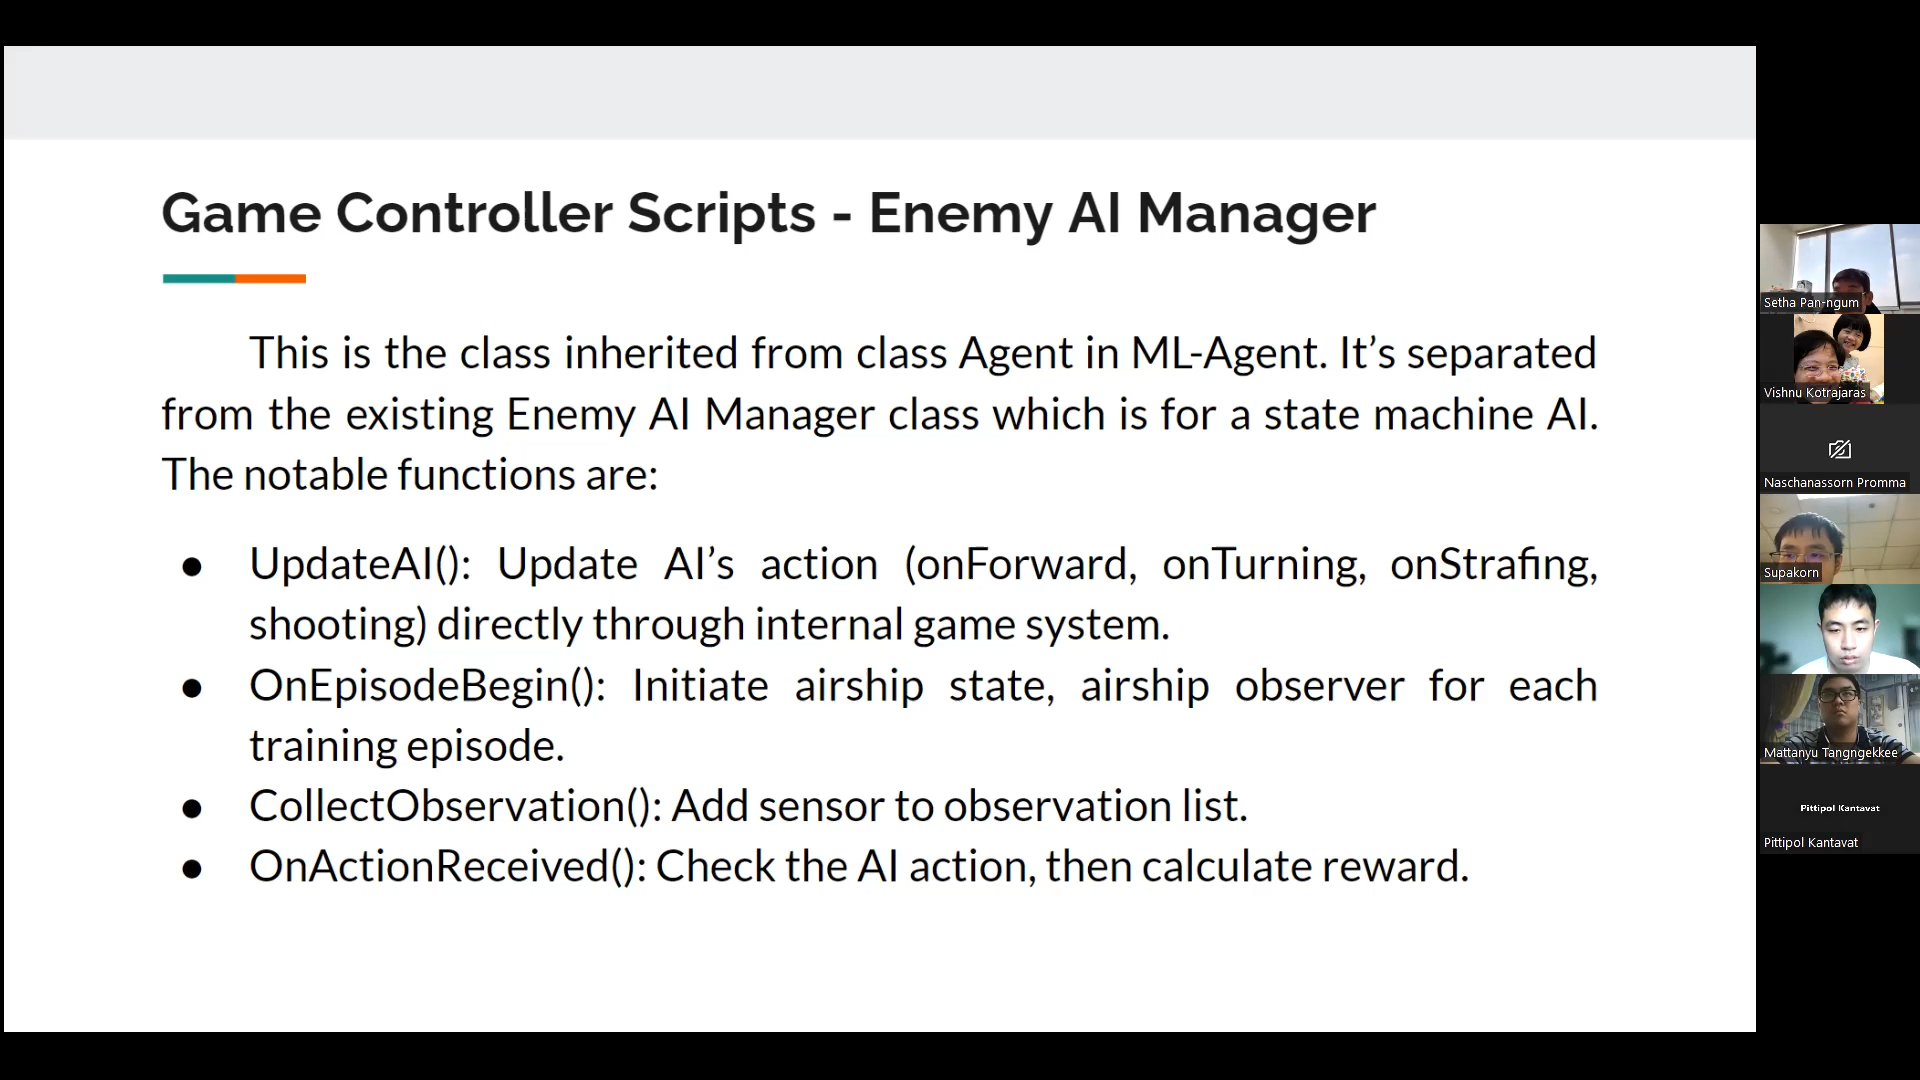 Game Controller Scripts - Enemy AI Manager
This is the class inherited from class Agent in ML-Agent. It’s separated
from the existing Enemy AI Manager class which is for a state machine AI.
The notable functions are:
● UpdateAI(): Update AI’s action (onForward, onTurning, onStrafing,
shooting) directly through internal game system.
● OnEpisodeBegin(): Initiate airship state, airship observer for each
training episode.
● CollectObservation(): Add sensor to observation list.
● OnActionReceived(): Check the AI action, then calculate reward.
Setha Pan-ngum
Vishnu Kotrajaras
Naschanassorn Promma
Supakorn
Mattanyu Tangngekkee
Pittipol Kantavat
Pittipol Kantavat